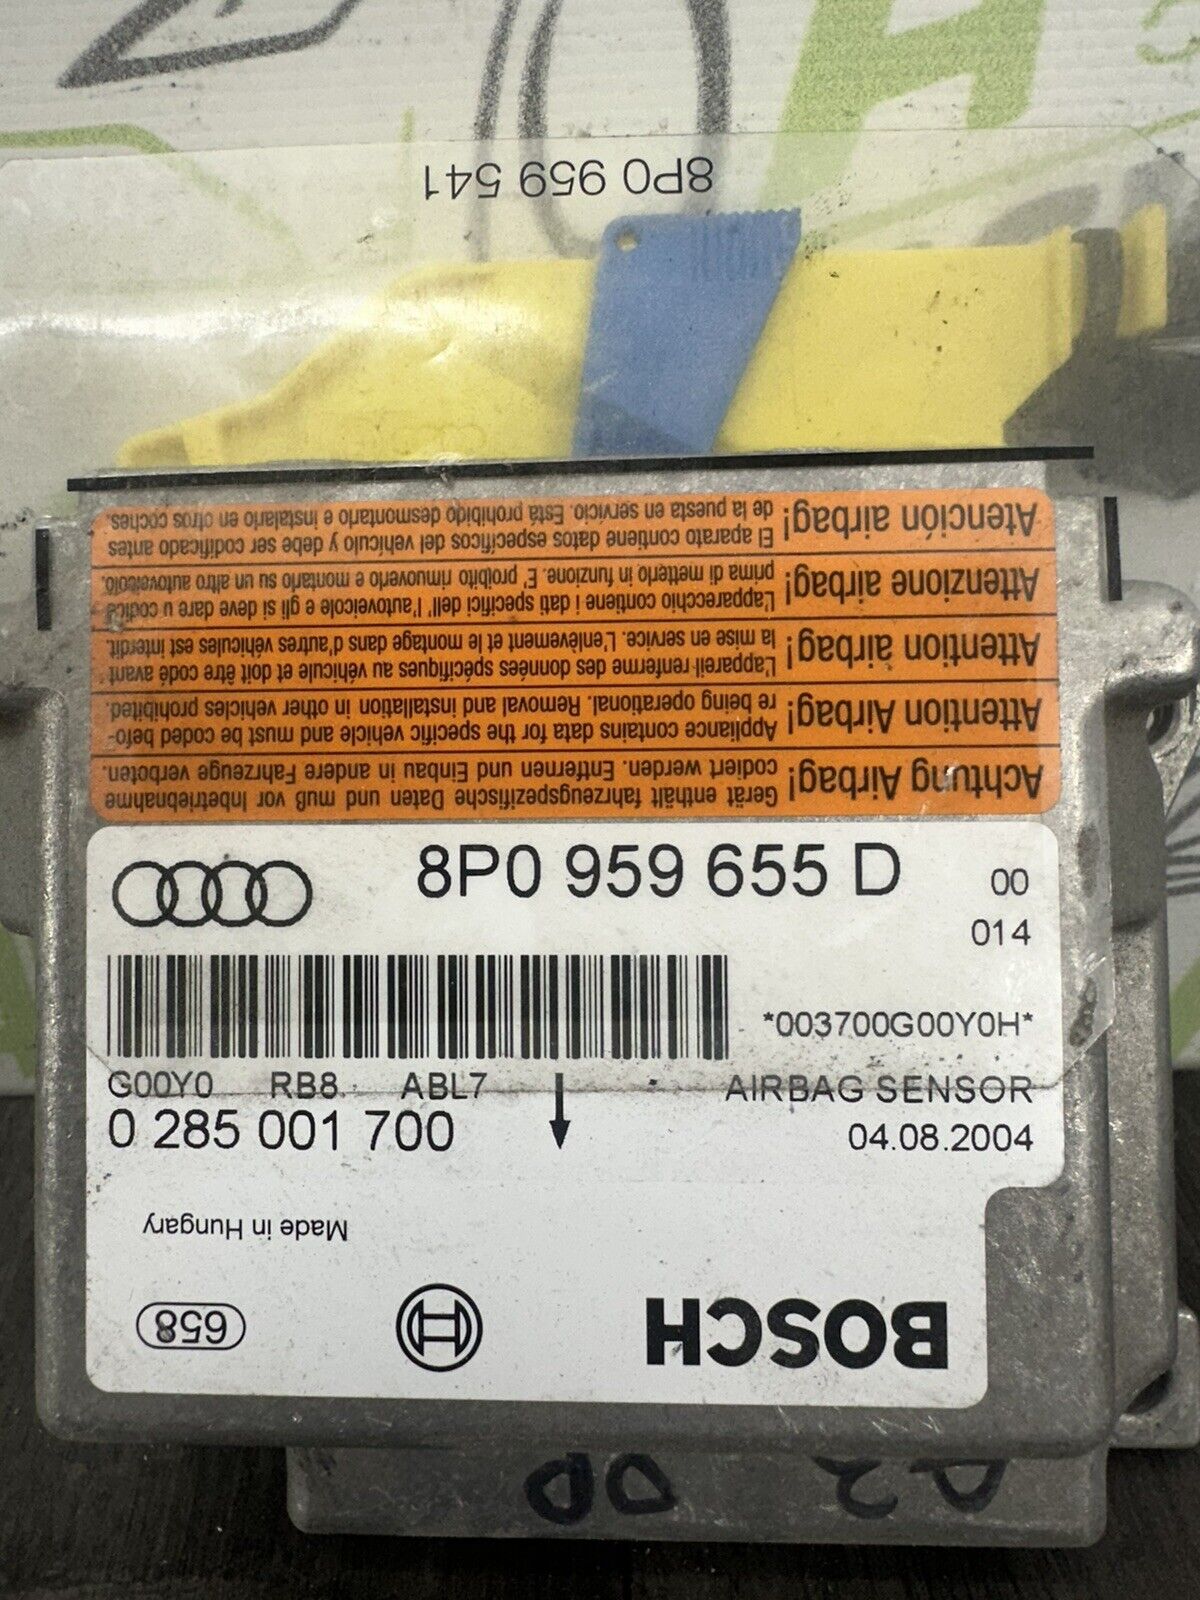 8P0 959 541
Atención airbag!
El aparato contiene datos específicos del vehículo y debe ser codificado antes
de la puesta en servicio. Está prohibido desmontarlo e instalarlo en otros coches.
Attenzione airbag!
L'apparecchio contiene i dati specifici dell' autoveicolo e gli si deve dare u codica
prima di metterlo in funzione. E' proibito rimuoverlo e montarlo su un altro autoveicolo.
Attention airbag!
L'appareil renferme des données spécifiques au véhicule et doit être codé avant
la mise en service. L'enlèvement et le montage dans d'autres véhicules est interdit.
Attention Airbag!
Appliance contains data for the specific vehicle and must be coded befo-
re being operational. Removal and installation in other vehicles prohibited.
Achtung Airbag!
Gerät enthält fahrzeugspezifische Daten und muß vor Inbetriebnahme
codiert werden. Entfernen und Einbau in andere Fahrzeuge verboten.
8P0 959 655 D
00
014
*003700G00Y0H*
G00Y0 RB8 ABL7
AIRBAG SENSOR
0 285 001 700
04.08.2004
Made in Hungary
658
BOSCH